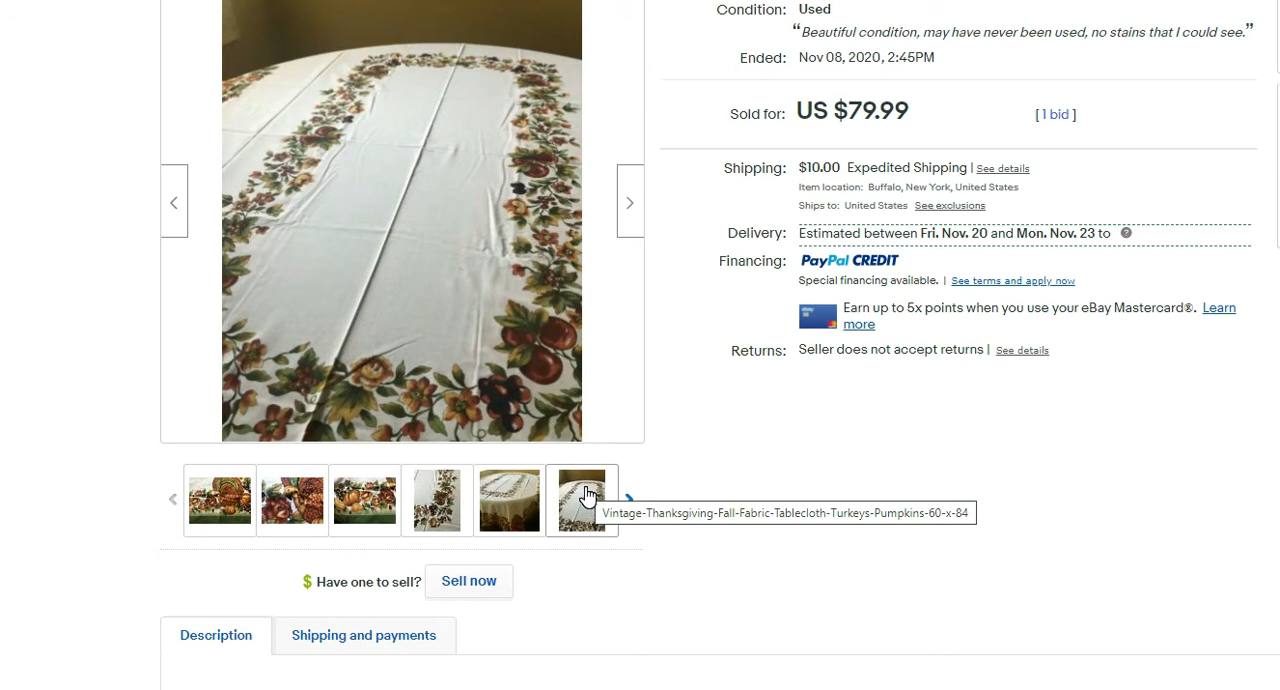 Condition: Used
“Beautiful condition, may have never been used, no stains that I could see.”
Ended: Nov 08, 2020, 2:45PM
Sold for: US $79.99 [ 1 bid ]
Shipping: $10.00 Expedited Shipping | See details
Item location: Buffalo, New York, United States
Ships to: United States See exclusions
Delivery: Estimated between Fri. Nov. 20 and Mon. Nov. 23 to ?
Financing: PayPal CREDIT
Special financing available. | See terms and apply now
Earn up to 5x points when you use your eBay Mastercard®. Learn
more
Returns: Seller does not accept returns | See details
Vintage-Thanksgiving-Fall-Fabric-Tablecloth-Turkeys-Pumpkins-60-x-84
$ Have one to sell? Sell now
Description Shipping and payments